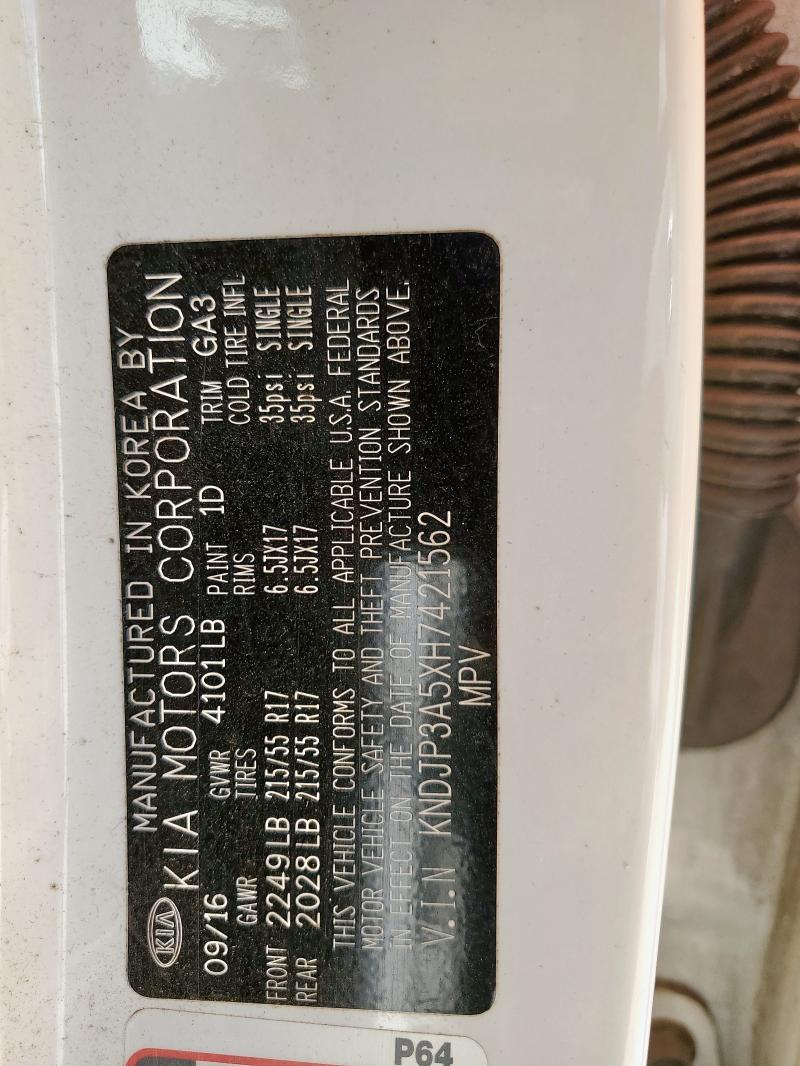 MANUFACTURED IN KOREA BY
KIA KIA MOTORS CORPORATION
09/16 GVWR 4101LB PAINT 1D TRIM GA3
GAWR TIRES RIMS COLD TIRE INFL
FRONT 2249LB 215/55 R17 6.5JX17 35psi SINGLE
REAR 2028LB 215/55 R17 6.5JX17 35psi SINGLE
THIS VEHICLE CONFORMS TO ALL APPLICABLE U.S.A. FEDERAL
MOTOR VEHICLE SAFETY AND THEFT PREVENTION STANDARDS
IN EFFECT ON THE DATE OF MANUFACTURE SHOWN ABOVE.
V.I.N KNDJP3A5XH7421562
MPV
P64